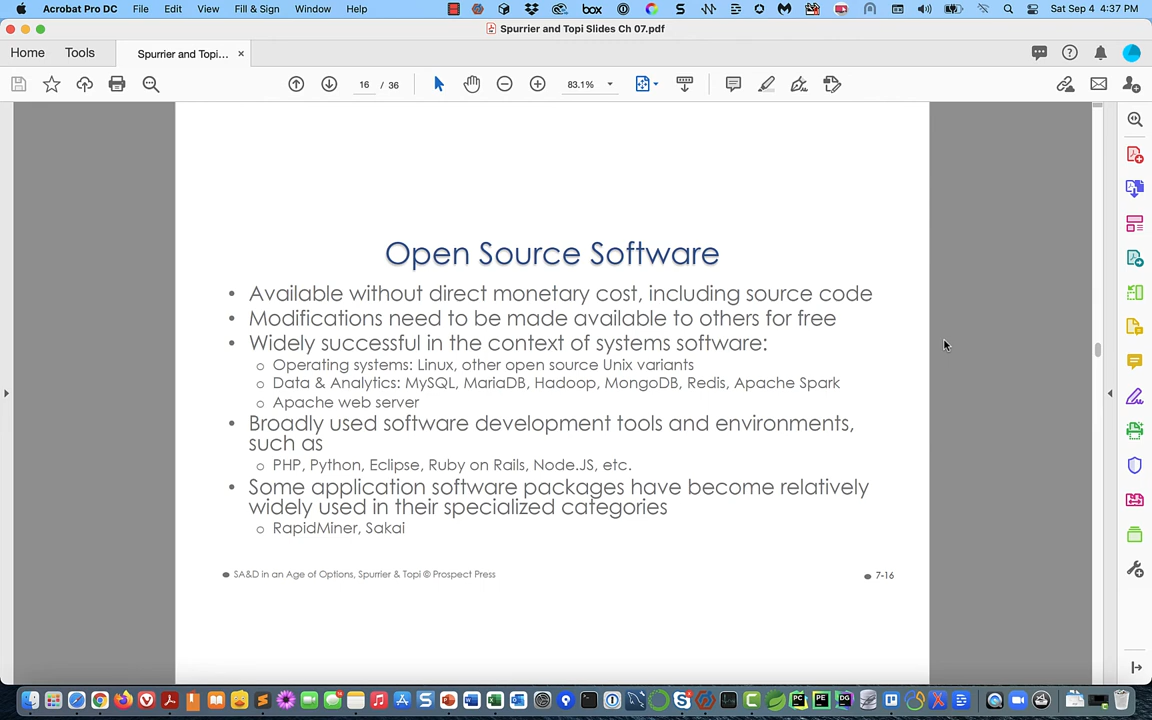 Acrobat Pro DC File Edit View Fill & Sign Window Help box Sat Sep 4 4:37 PM
Spurrier and Topi Slides Ch 07.pdf
Home Tools Spurrier and Topi... ×
16 / 36 83.1%
Open Source Software
• Available without direct monetary cost, including source code
• Modifications need to be made available to others for free
• Widely successful in the context of systems software:
o Operating systems: Linux, other open source Unix variants
o Data & Analytics: MySQL, MariaDB, Hadoop, MongoDB, Redis, Apache Spark
o Apache web server
• Broadly used software development tools and environments,
such as
o PHP, Python, Eclipse, Ruby on Rails, Node.JS, etc.
• Some application software packages have become relatively
widely used in their specialized categories
o RapidMiner, Sakai
● SA&D in an Age of Options, Spurrier & Topi © Prospect Press
● 7-16